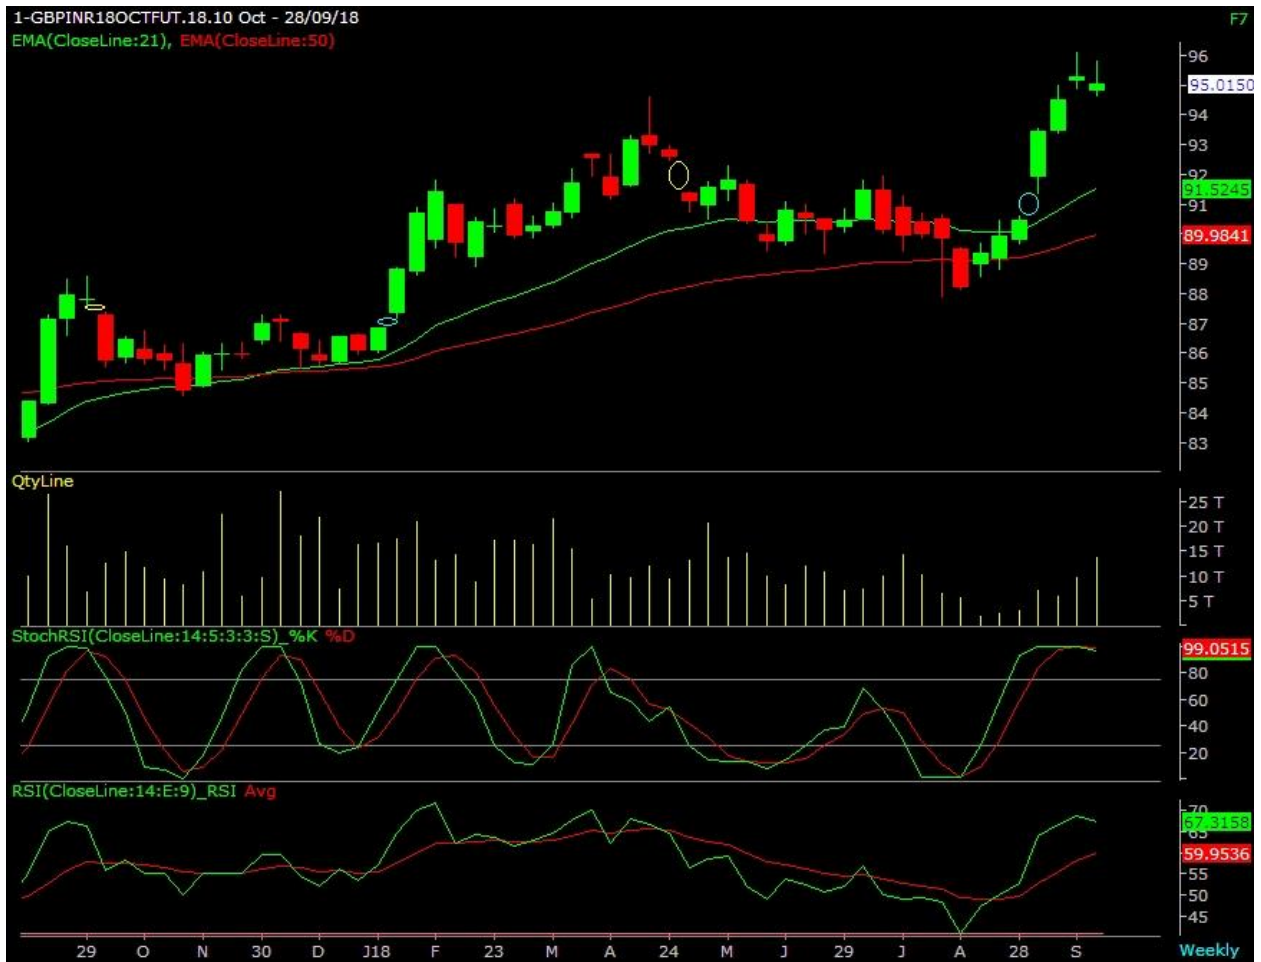 1-GBPINR18OCTFUT.18.10 Oct - 28/09/18
F7
EMA(CloseLine:21), EMA(CloseLine:50)
96
95.0150
94
93
92
91.5245
91
89.9841
89
88
87
86
85
84
83
QtyLine
25 T
20 T
15 T
10 T
5 T
StochRSI(CloseLine:14:5:3:3:S)_%K %D
99.0515
80
60
40
20
RSI(CloseLine:14:E:9)_RSI Avg
70
67.3158
65
59.9536
55
50
45
29 O N 30 D J18 F 23 M A 24 M J 29 J A 28 S Weekly